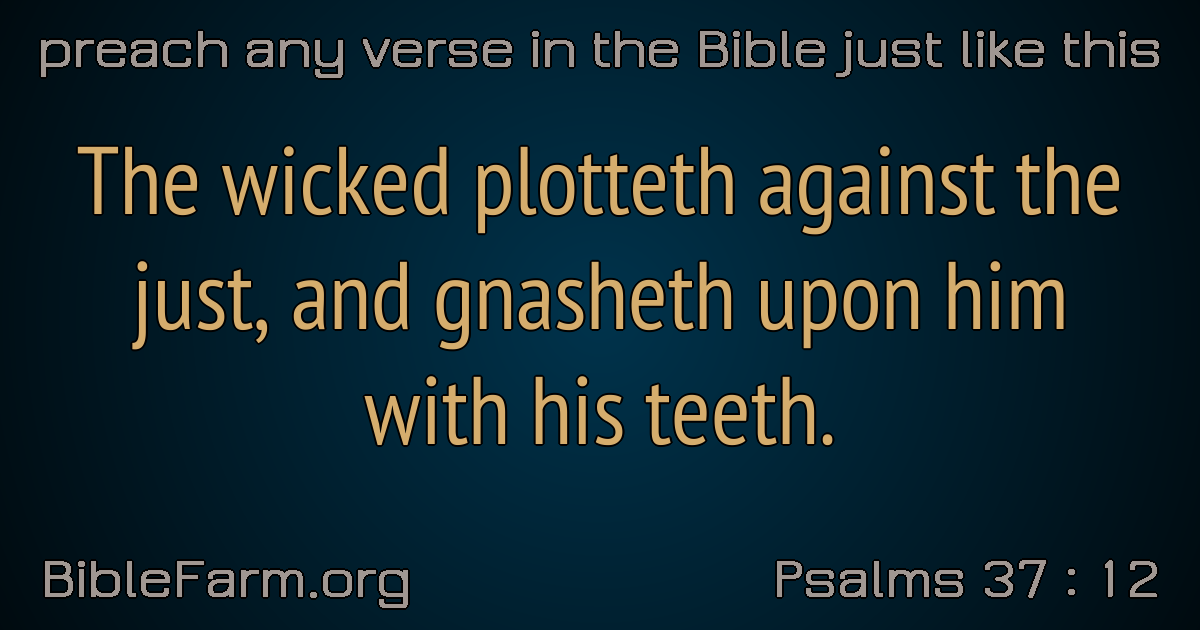 preach any verse in the Bible just like this
The wicked plotteth against the
just, and gnasheth upon him
with his teeth.
BibleFarm.org
Psalms 37 : 12